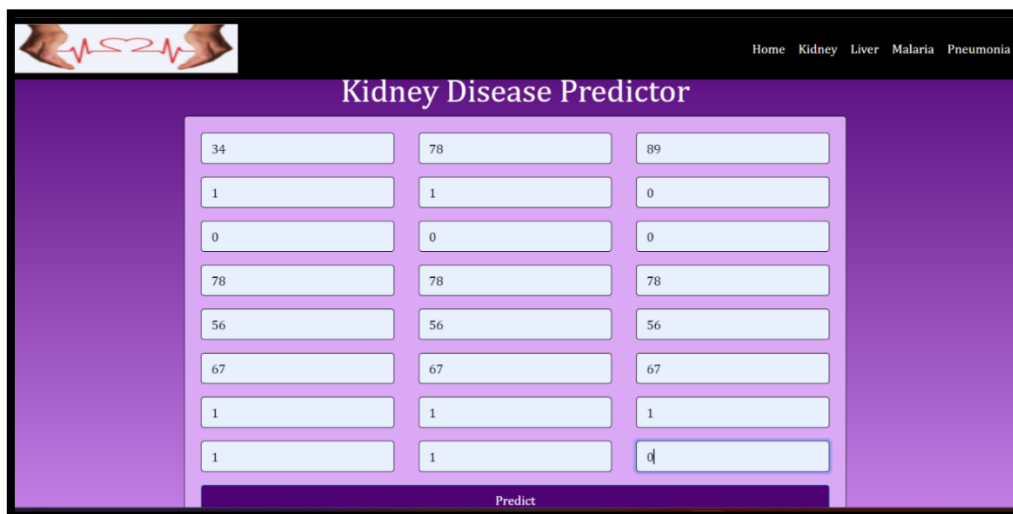 Home Kidney Liver Malaria Pneumonia
Kidney Disease Predictor
34 78 89
1 1 0
0 0 0
78 78 78
56 56 56
67 67 67
1 1 1
1 1 0
Predict